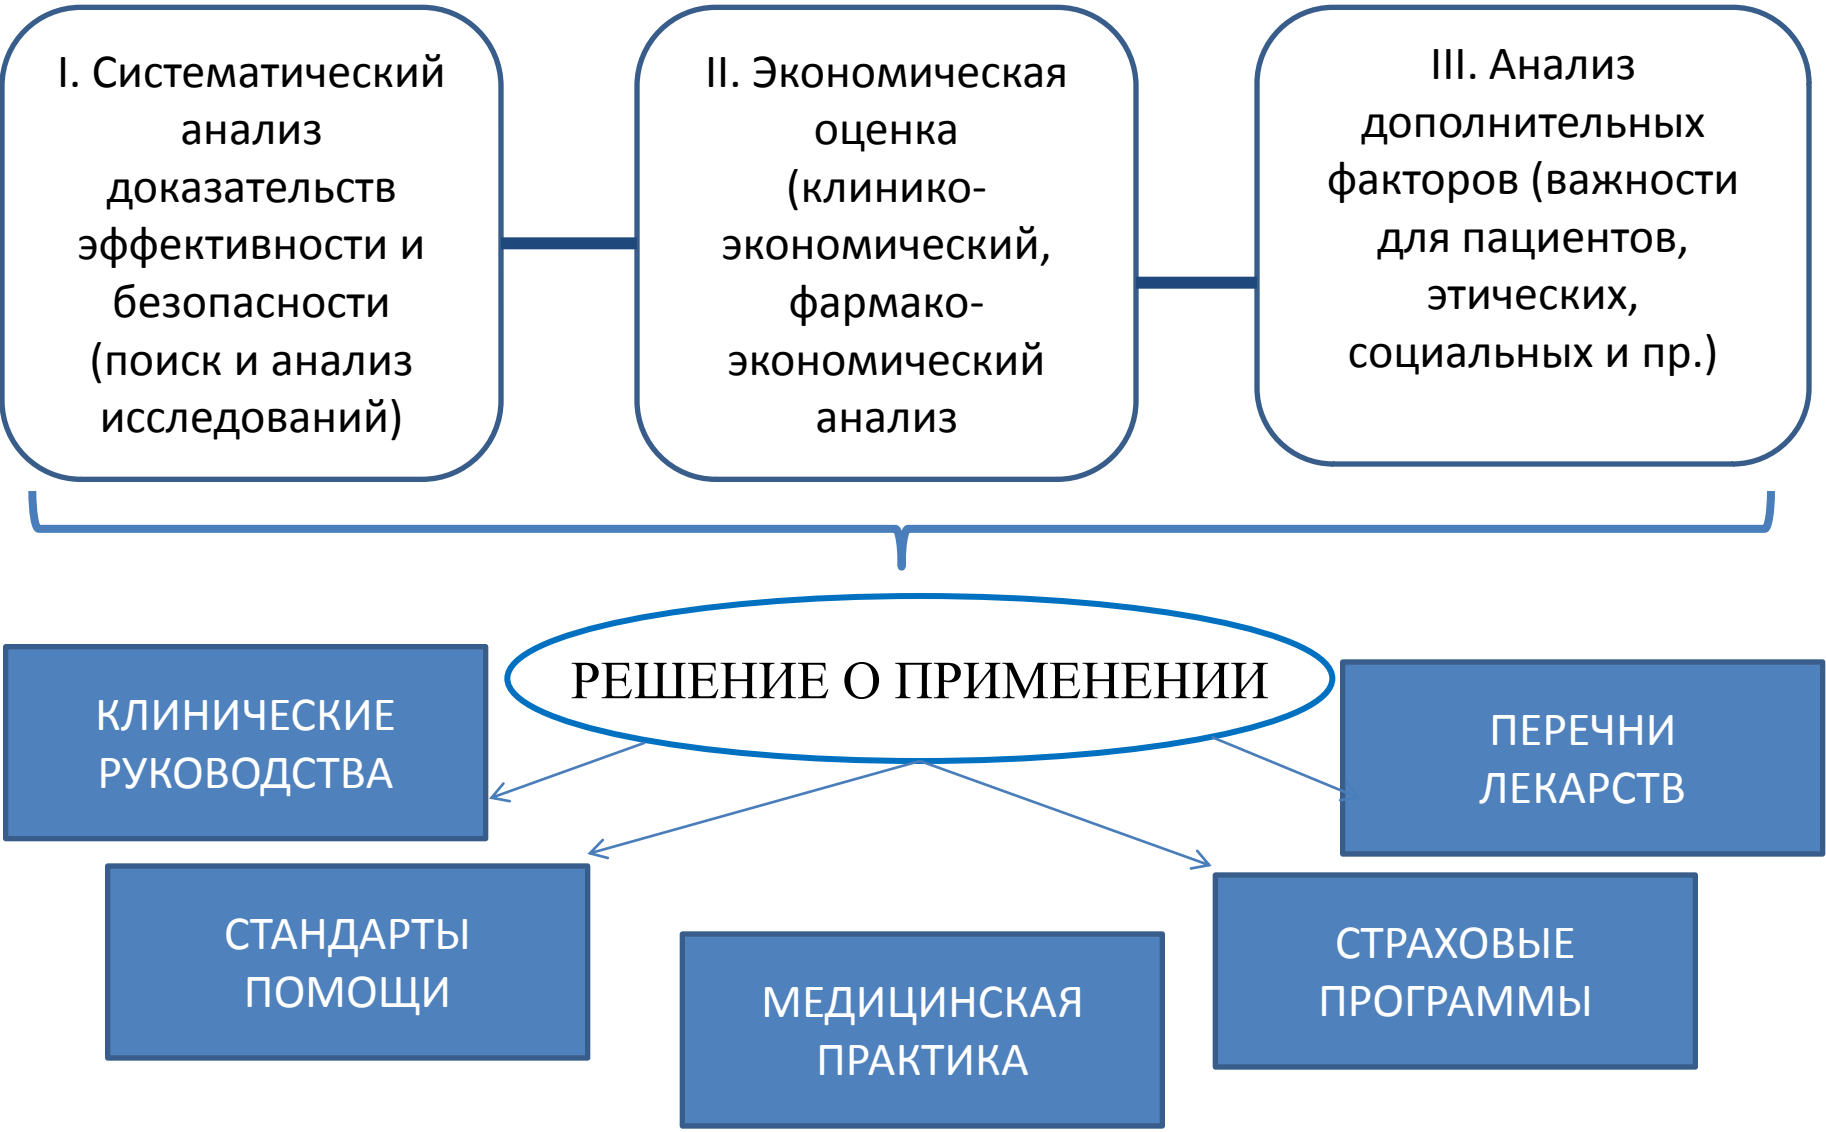 I. Систематический
анализ
доказательств
эффективности и
безопасности
(поиск и анализ
исследований)
II. Экономическая
оценка
(клинико-
экономический,
фармако-
экономический
анализ
III. Анализ
дополнительных
факторов (важности
для пациентов,
этических,
социальных и пр.)
РЕШЕНИЕ О ПРИМЕНЕНИИ
КЛИНИЧЕСКИЕ
РУКОВОДСТВА
ПЕРЕЧНИ
ЛЕКАРСТВ
СТАНДАРТЫ
ПОМОЩИ
МЕДИЦИНСКАЯ
ПРАКТИКА
СТРАХОВЫЕ
ПРОГРАММЫ